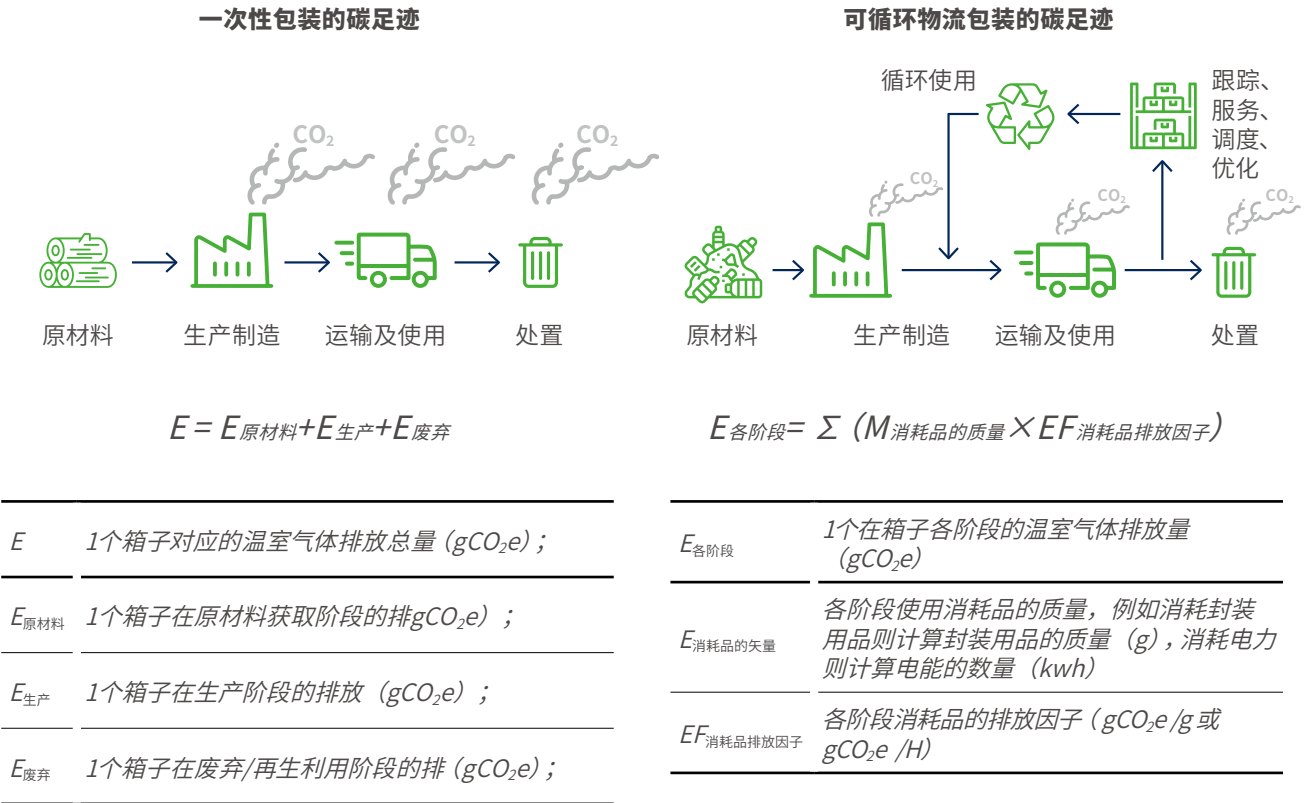 一次性包装的碳足迹
CO₂ CO₂ CO₂
原材料 生产制造 运输及使用 处置
E = E原材料+E生产+E废弃
E 1个箱子对应的温室气体排放总量（gCO₂e）；
E原材料 1个箱子在原材料获取阶段的排gCO₂e）；
E生产 1个箱子在生产阶段的排放（gCO₂e）；
E废弃 1个箱子在废弃/再生利用阶段的排（gCO₂e）；
可循环物流包装的碳足迹
循环使用
跟踪、
服务、
调度、
优化
CO₂ CO₂ CO₂
原材料 生产制造 运输及使用 处置
E各阶段= Σ（M消耗品的质量×EF消耗品排放因子）
E各阶段 1个在箱子各阶段的温室气体排放量
（gCO₂e）
E消耗品的矢量 各阶段使用消耗品的质量，例如消耗封装
用品则计算封装用品的质量（g），消耗电力
则计算电能的数量（kwh）
EF消耗品排放因子 各阶段消耗品的排放因子（gCO₂e /g或
gCO₂e /H）